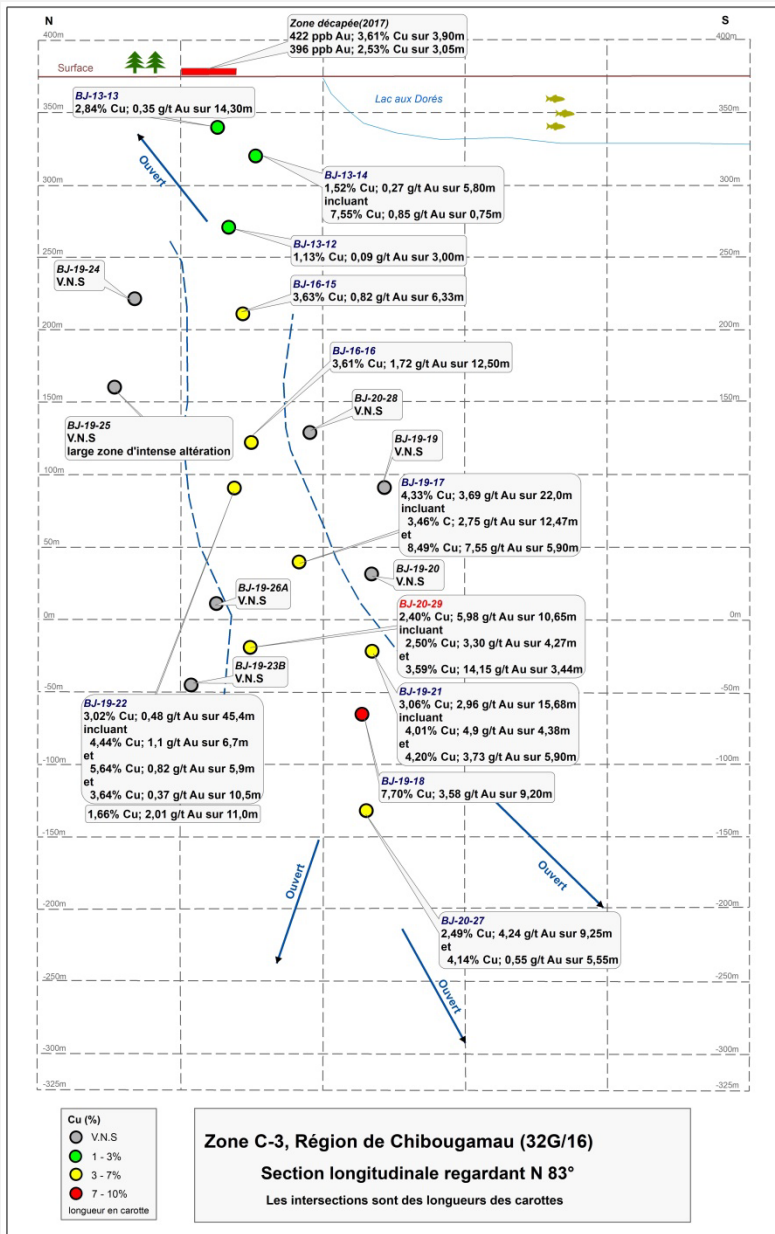 N
S
Zone décapée(2017)
422 ppb Au; 3,61% Cu sur 3,90m
396 ppb Au; 2,53% Cu sur 3,05m
400m
400m
Surface
BJ-13-13
2,84% Cu; 0,35 g/t Au sur 14,30m
Lac aux Dorés
350m
350m
Ouvert
BJ-13-14
1,52% Cu; 0,27 g/t Au sur 5,80m
incluant
7,55% Cu; 0,85 g/t Au sur 0,75m
300m
300m
BJ-13-12
1,13% Cu; 0,09 g/t Au sur 3,00m
250m
250m
BJ-19-24
V.N.S
BJ-16-15
3,63% Cu; 0,82 g/t Au sur 6,33m
200m
200m
BJ-16-16
3,61% Cu; 1,72 g/t Au sur 12,50m
150m
150m
BJ-19-25
V.N.S
large zone d'intense altération
BJ-20-28
V.N.S
BJ-19-19
V.N.S
100m
100m
BJ-19-17
4,33% Cu; 3,69 g/t Au sur 22,0m
incluant
3,46% C; 2,75 g/t Au sur 12,47m
et
8,49% Cu; 7,55 g/t Au sur 5,90m
50m
50m
BJ-19-20
V.N.S
BJ-19-26A
V.N.S
0m
0m
BJ-20-29
2,40% Cu; 5,98 g/t Au sur 10,65m
incluant
2,50% Cu; 3,30 g/t Au sur 4,27m
et
3,59% Cu; 14,15 g/t Au sur 3,44m
BJ-19-23B
V.N.S
-50m
-50m
BJ-19-22
3,02% Cu; 0,48 g/t Au sur 45,4m
incluant
4,44% Cu; 1,1 g/t Au sur 6,7m
et
5,64% Cu; 0,82 g/t Au sur 5,9m
et
3,64% Cu; 0,37 g/t Au sur 10,5m
1,66% Cu; 2,01 g/t Au sur 11,0m
BJ-19-21
3,06% Cu; 2,96 g/t Au sur 15,68m
incluant
4,01% Cu; 4,9 g/t Au sur 4,38m
et
4,20% Cu; 3,73 g/t Au sur 5,90m
-100m
-100m
BJ-19-18
7,70% Cu; 3,58 g/t Au sur 9,20m
-150m
-150m
Ouvert
Ouvert
-200m
-200m
BJ-20-27
2,49% Cu; 4,24 g/t Au sur 9,25m
et
4,14% Cu; 0,55 g/t Au sur 5,55m
-250m
-250m
Ouvert
-300m
-300m
-325m
-325m
Cu (%)
V.N.S
1 - 3%
3 - 7%
7 - 10%
longueur en carotte
Zone C-3, Région de Chibougamau (32G/16)
Section longitudinale regardant N 83°
Les intersections sont des longueurs des carottes